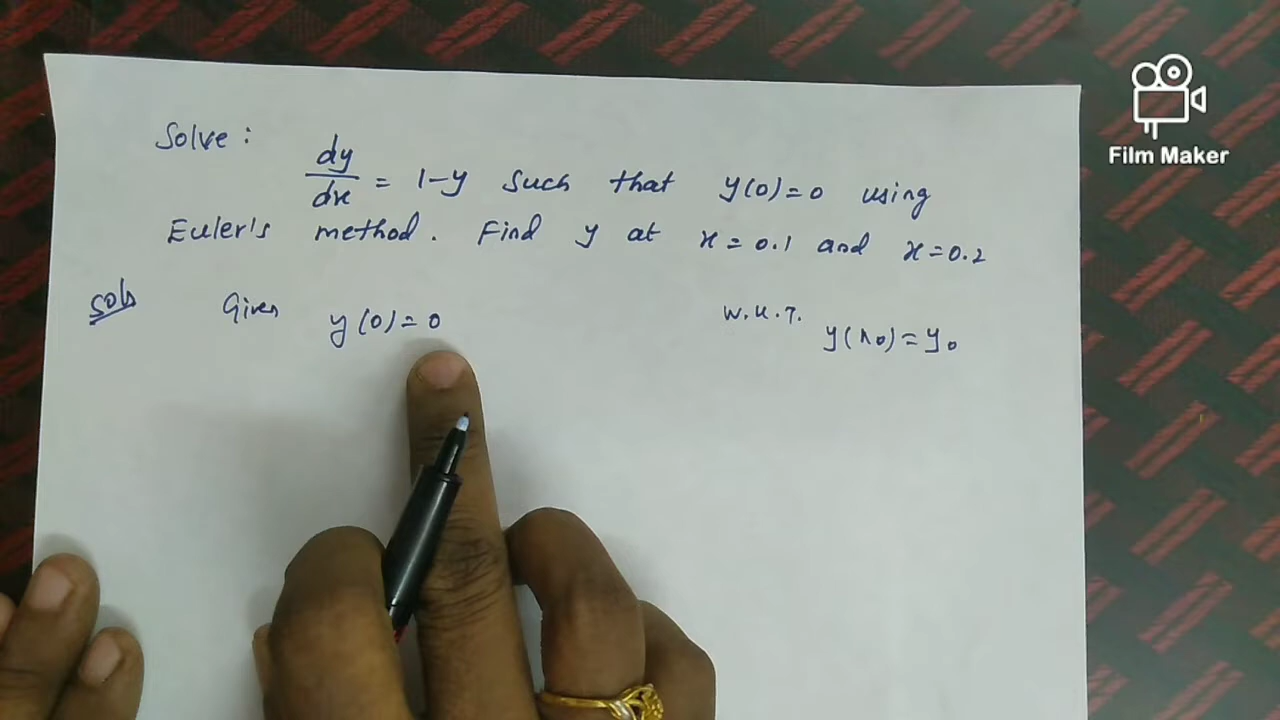 Solve:
dy/dx = 1-y such that y(0)=0 using
Euler's method. Find y at x=0.1 and x=0.2
Soln Given y(0)=0 W.K.T. y(x0)=y0
Film Maker